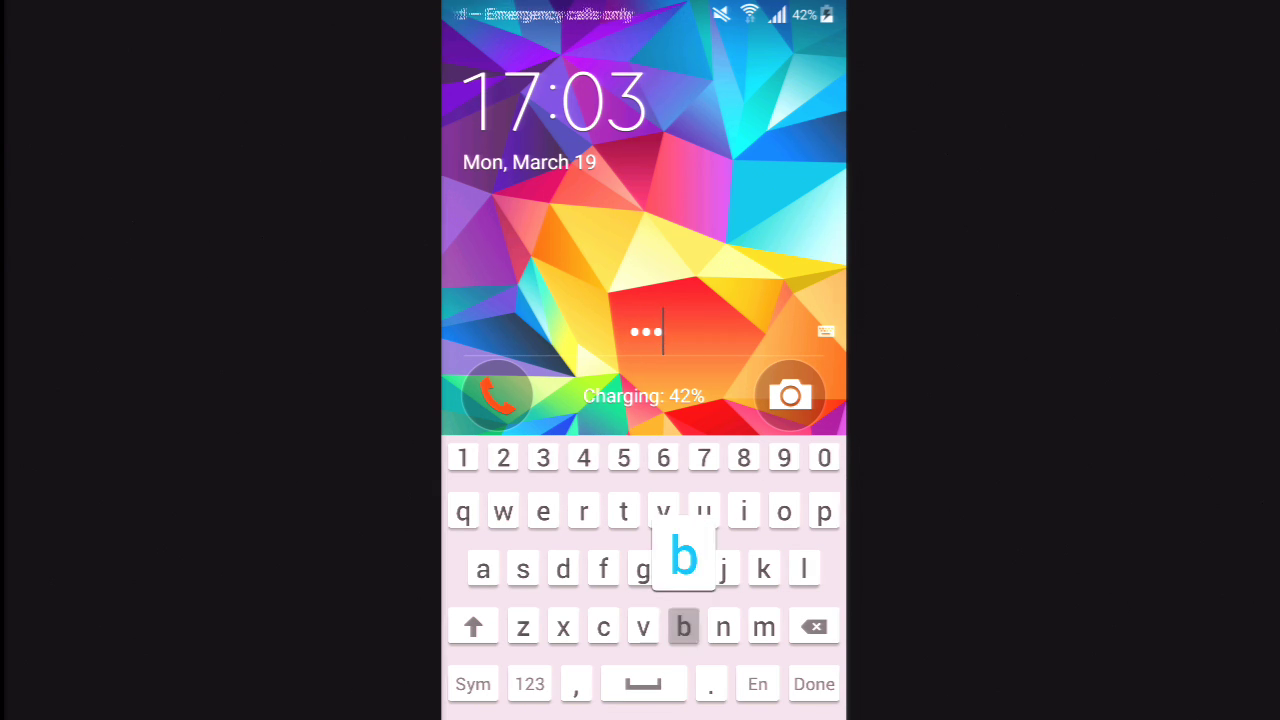 d – Emergency calls only 42%
17:03
Mon, March 19
Charging: 42%
1 2 3 4 5 6 7 8 9 0
q w e r t y u i o p
b
a s d f g j k l
z x c v b n m
Sym 123 , . En Done